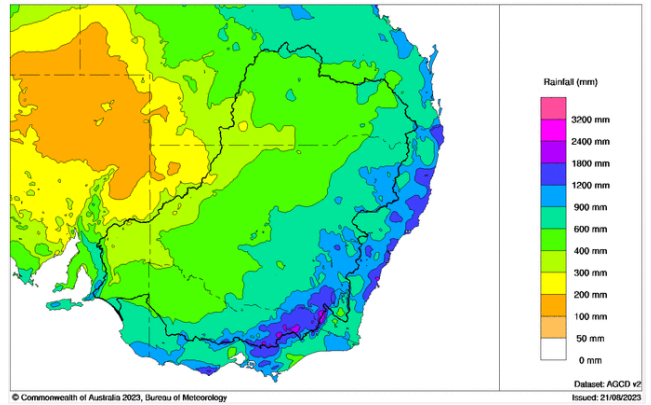 Rainfall (mm)
3200 mm
2400 mm
1800 mm
1200 mm
900 mm
600 mm
400 mm
300 mm
200 mm
100 mm
50 mm
0 mm
Dataset: AGCD v2
© Commonwealth of Australia 2023, Bureau of Meteorology
Issued: 21/08/2023